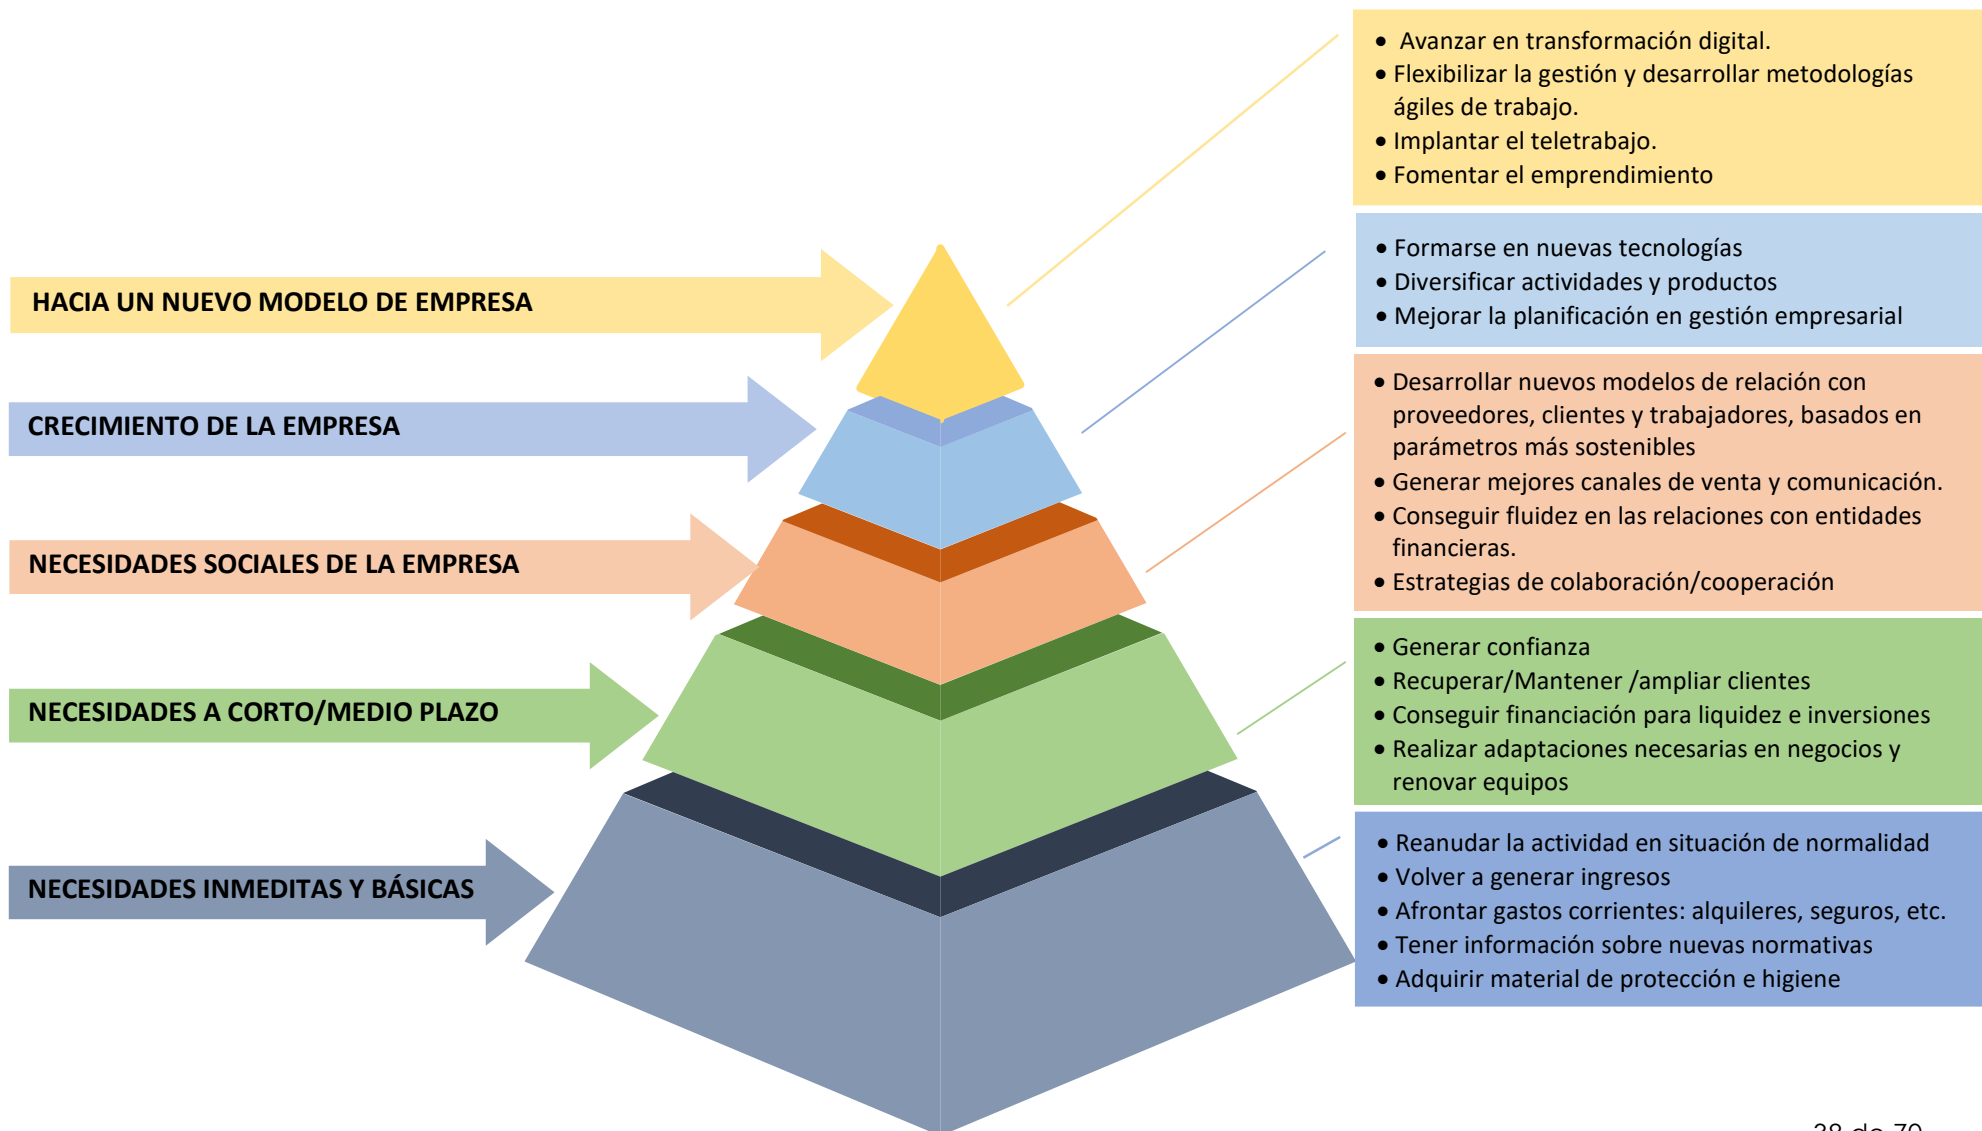 • Avanzar en transformación digital.
• Flexibilizar la gestión y desarrollar metodologías
ágiles de trabajo.
• Implantar el teletrabajo.
• Fomentar el emprendimiento
HACIA UN NUEVO MODELO DE EMPRESA
• Formarse en nuevas tecnologías
• Diversificar actividades y productos
• Mejorar la planificación en gestión empresarial
CRECIMIENTO DE LA EMPRESA
• Desarrollar nuevos modelos de relación con
proveedores, clientes y trabajadores, basados en
parámetros más sostenibles
• Generar mejores canales de venta y comunicación.
• Conseguir fluidez en las relaciones con entidades
financieras.
• Estrategias de colaboración/cooperación
NECESIDADES SOCIALES DE LA EMPRESA
• Generar confianza
• Recuperar/Mantener /ampliar clientes
• Conseguir financiación para liquidez e inversiones
• Realizar adaptaciones necesarias en negocios y
renovar equipos
NECESIDADES A CORTO/MEDIO PLAZO
• Reanudar la actividad en situación de normalidad
• Volver a generar ingresos
• Afrontar gastos corrientes: alquileres, seguros, etc.
• Tener información sobre nuevas normativas
• Adquirir material de protección e higiene
NECESIDADES INMEDITAS Y BÁSICAS
38 de 70